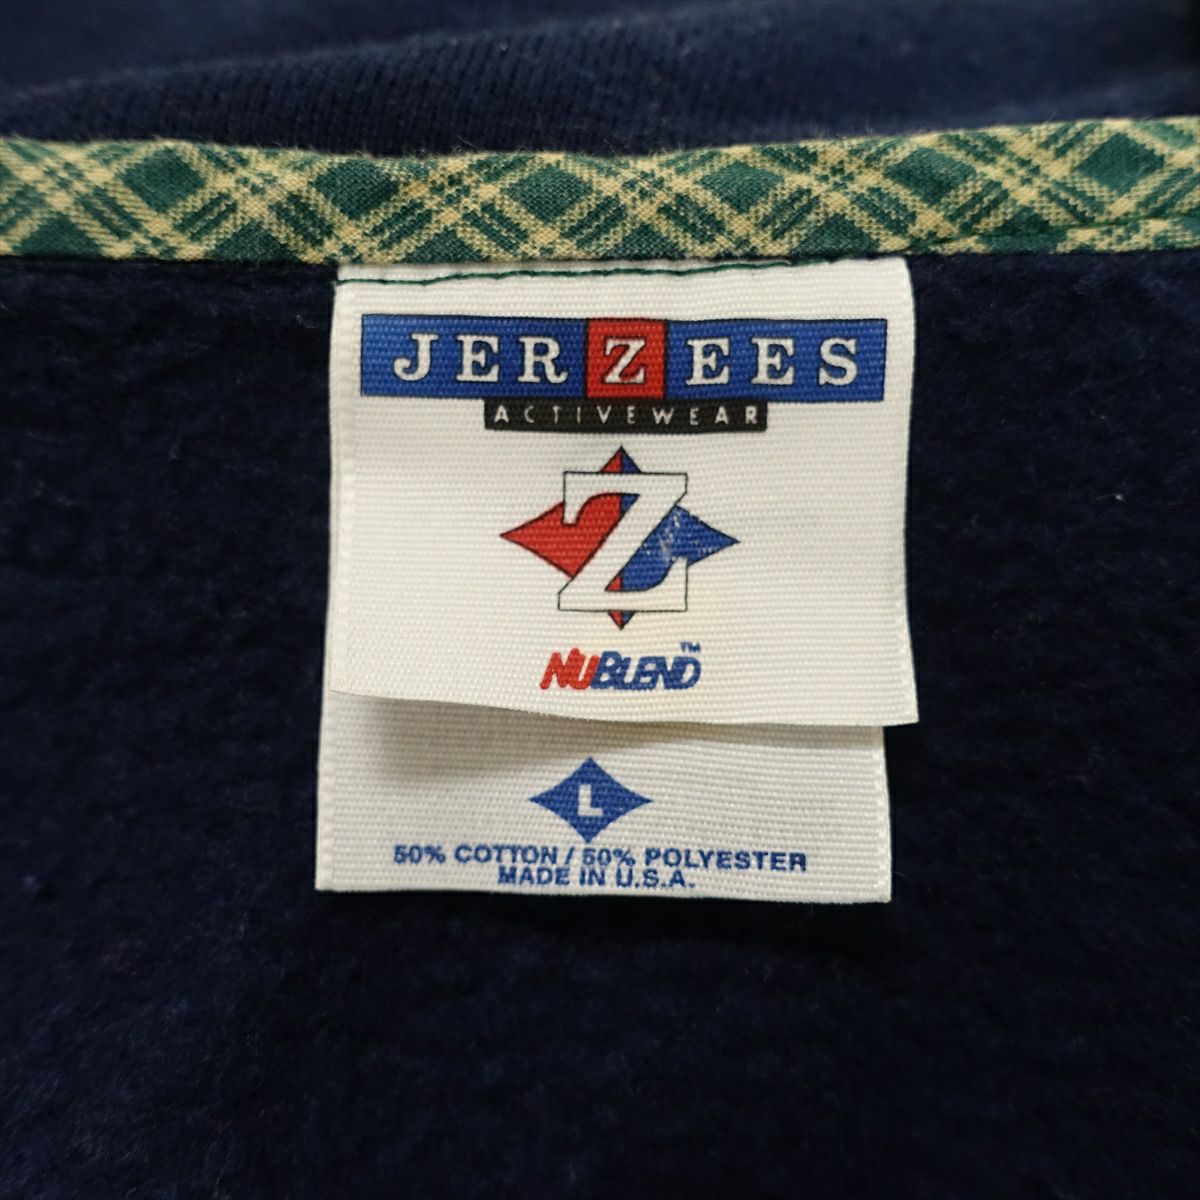 JERZEES
ACTIVEWEAR
Z
NUBLEND™
L
50% COTTON / 50% POLYESTER
MADE IN U.S.A.